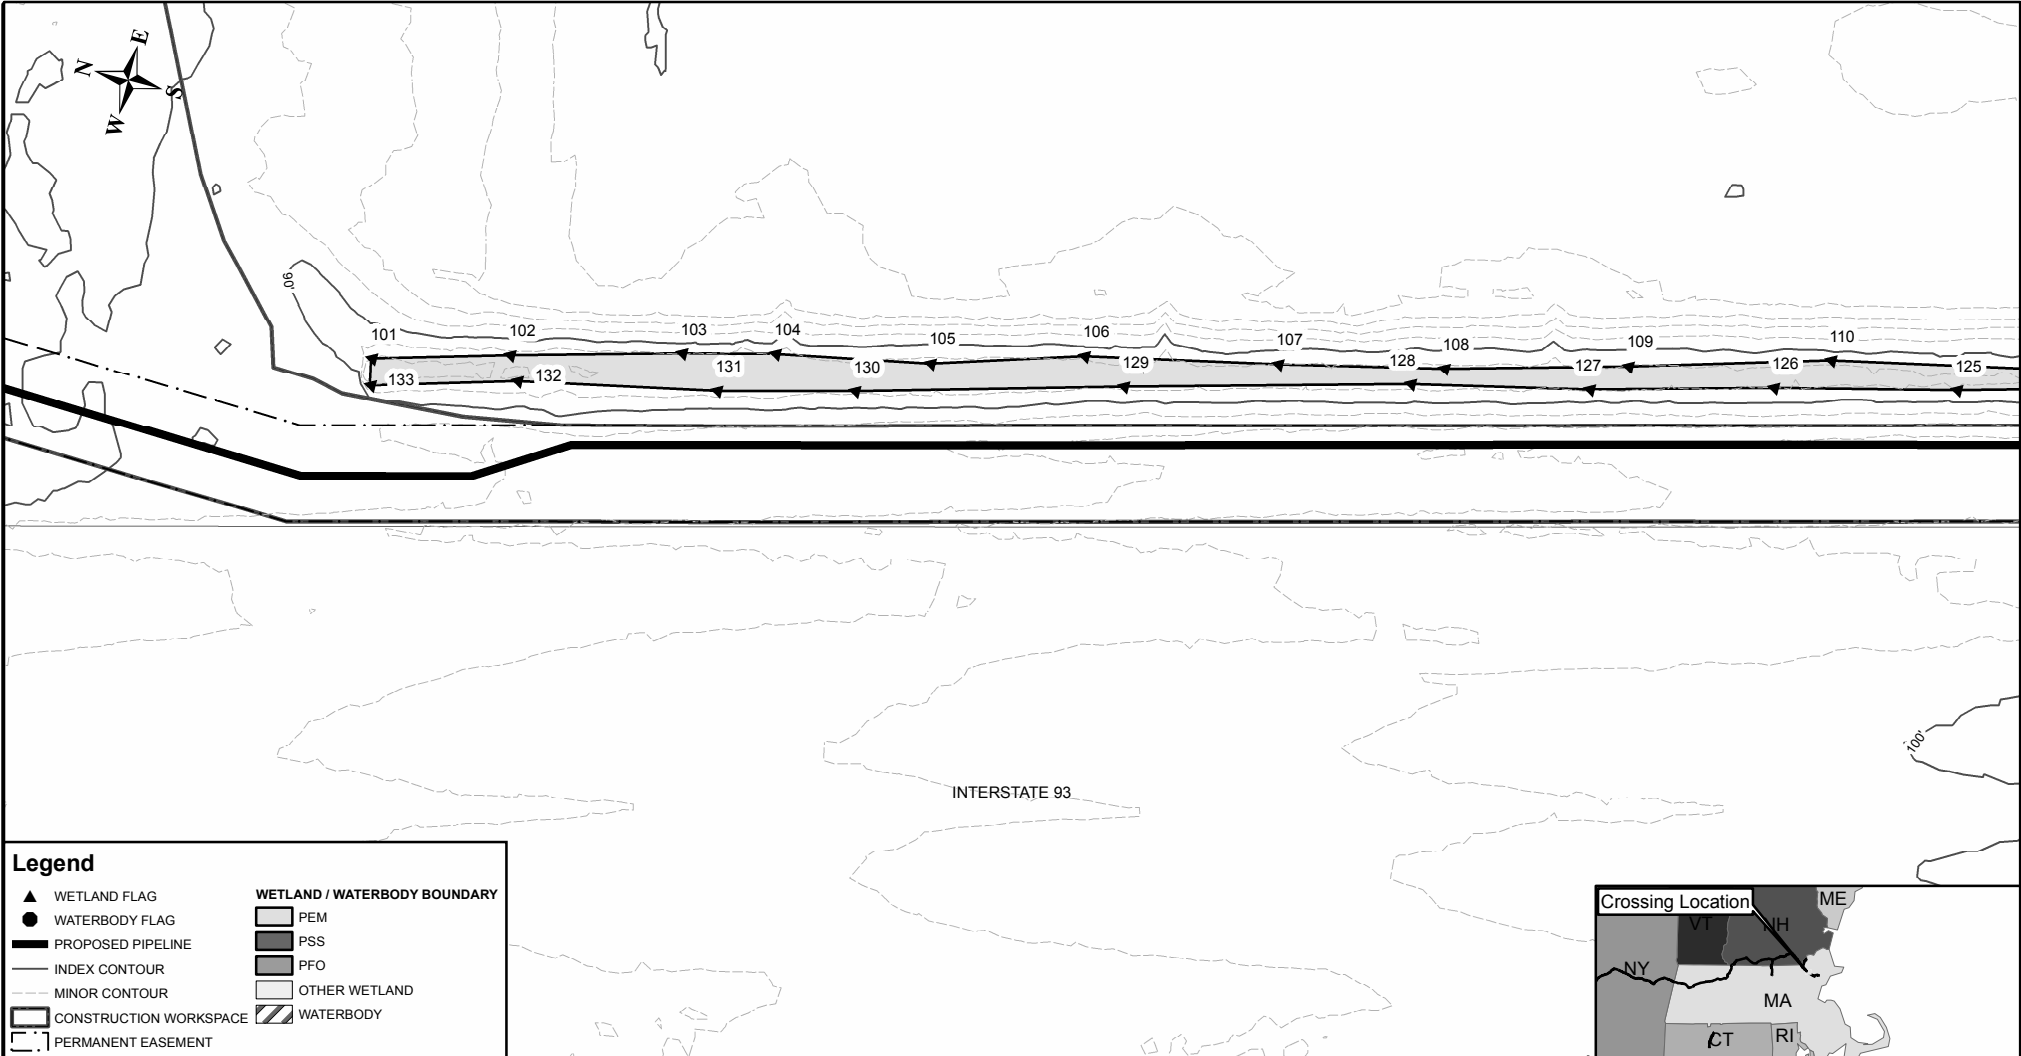 E
N
S
W
90'
101 102 103 104 105 106 107 108 109 110
133 132 131 130 129 128 127 126 125
100'
INTERSTATE 93
Legend
WETLAND FLAG
WATERBODY FLAG
PROPOSED PIPELINE
INDEX CONTOUR
MINOR CONTOUR
CONSTRUCTION WORKSPACE
PERMANENT EASEMENT
WETLAND / WATERBODY BOUNDARY
PEM
PSS
PFO
OTHER WETLAND
WATERBODY
Crossing Location
ME
VT
NH
NY
MA
CT
RI